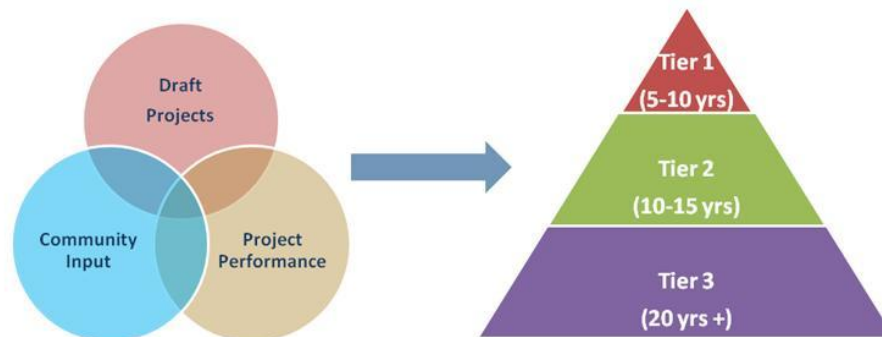 Draft
Projects
Community
Input
Project
Performance
Tier 1
(5-10 yrs)
Tier 2
(10-15 yrs)
Tier 3
(20 yrs +)